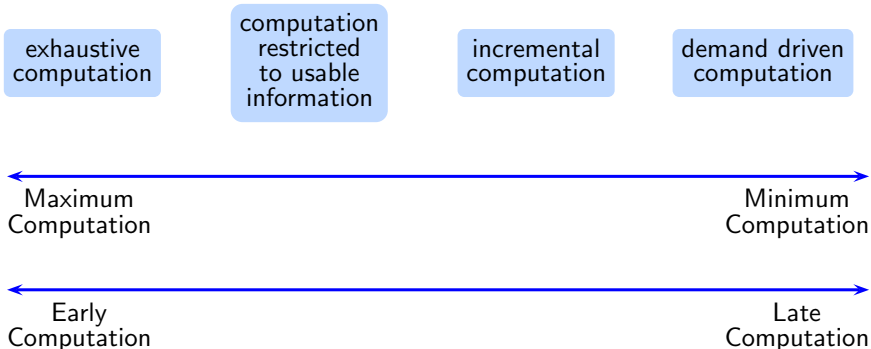 exhaustive
computation
computation
restricted
to usable
information
incremental
computation
demand driven
computation
Maximum
Computation
Minimum
Computation
Early
Computation
Late
Computation